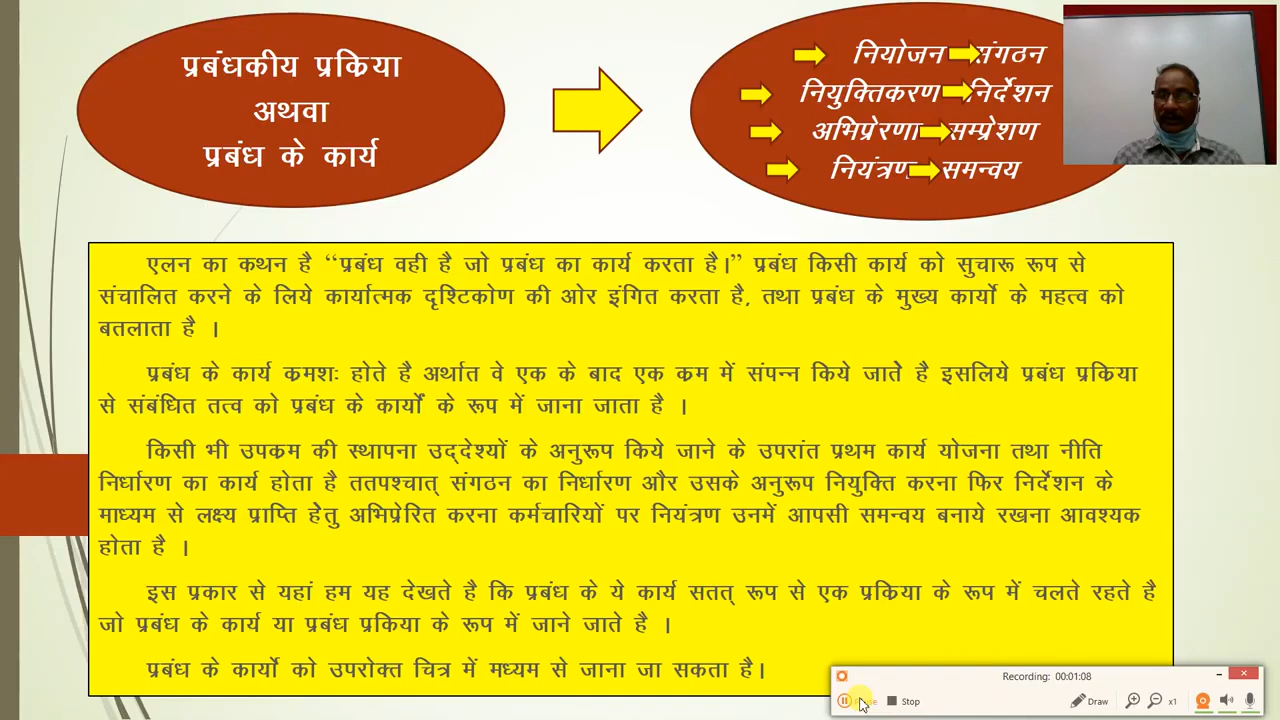 प्रबंधकीय प्रकिया
अथवा
प्रबंध के कार्य
नियोजन संगठन
नियुक्तिकरण निर्देशन
अभिप्रेरणा सम्प्रेशण
नियंत्रण समन्वय
एलन का कथन है “प्रबंध वही है जो प्रबंध का कार्य करता है।” प्रबंध किसी कार्य को सुचारू रूप से
संचालित करने के लिये कार्यात्मक दृश्टिकोण की ओर इंगित करता है, तथा प्रबंध के मुख्य कार्यो के महत्व को
बतलाता है ।
प्रबंध के कार्य कमशः होते है अर्थात वे एक के बाद एक कम में संपन्न किये जाते है इसलिये प्रबंध प्रकिया
से संबंधित तत्व को प्रबंध के कार्यों के रूप में जाना जाता है ।
किसी भी उपकम की स्थापना उद्देश्यों के अनुरूप किये जाने के उपरांत प्रथम कार्य योजना तथा नीति
निर्धारण का कार्य होता है ततपश्चात् संगठन का निर्धारण और उसके अनुरूप नियुक्ति करना फिर निर्देशन के
माध्यम से लक्ष्य प्राप्ति हेतु अभिप्रेरित करना कर्मचारियों पर नियंत्रण उनमें आपसी समन्वय बनाये रखना आवश्यक
होता है ।
इस प्रकार से यहां हम यह देखते है कि प्रबंध के ये कार्य सतत् रूप से एक प्रकिया के रूप में चलते रहते है
जो प्रबंध के कार्य या प्रबंध प्रकिया के रूप में जाने जाते है ।
प्रबंध के कार्यो को उपरोक्त चित्र में मध्यम से जाना जा सकता है।
Recording: 00:01:08
Pause Stop Draw x1